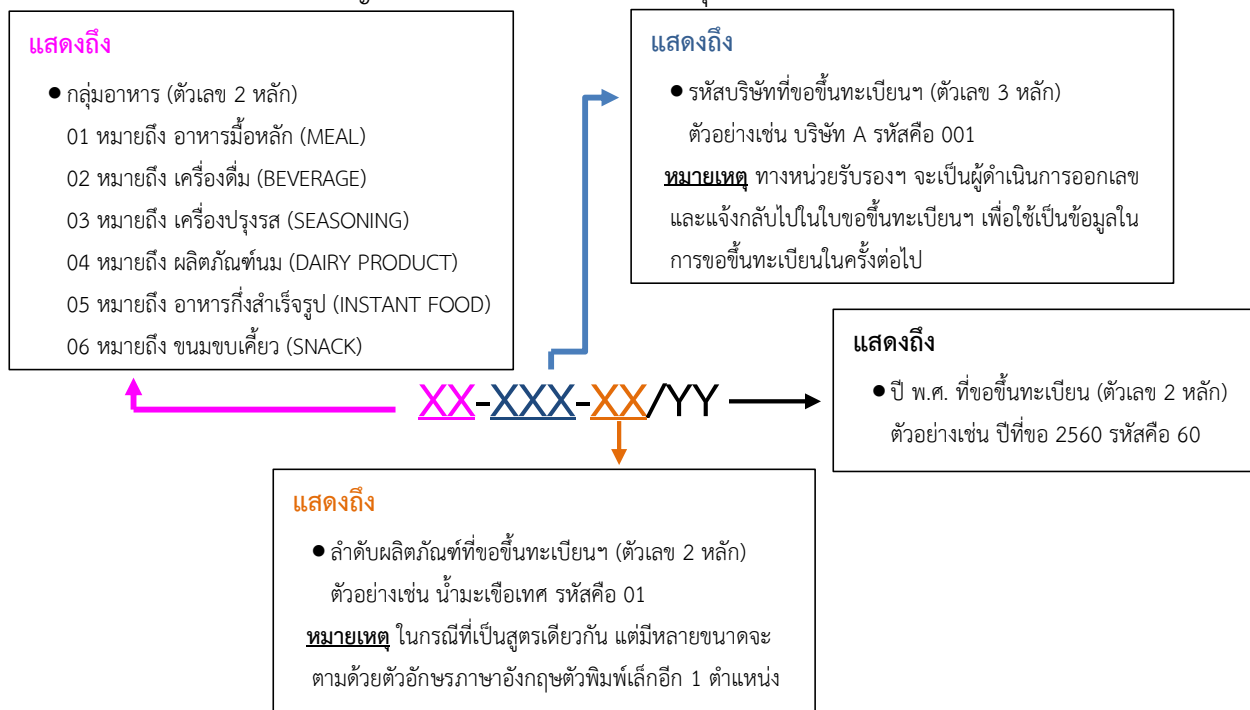 แสดงถึง
● กลุ่มอาหาร (ตัวเลข 2 หลัก)
01 หมายถึง อาหารมื้อหลัก (MEAL)
02 หมายถึง เครื่องดื่ม (BEVERAGE)
03 หมายถึง เครื่องปรุงรส (SEASONING)
04 หมายถึง ผลิตภัณฑ์นม (DAIRY PRODUCT)
05 หมายถึง อาหารกึ่งสำเร็จรูป (INSTANT FOOD)
06 หมายถึง ขนมขบเคี้ยว (SNACK)
แสดงถึง
● รหัสบริษัทที่ขอขึ้นทะเบียนฯ (ตัวเลข 3 หลัก)
ตัวอย่างเช่น บริษัท A รหัสคือ 001
หมายเหตุ ทางหน่วยรับรองฯ จะเป็นผู้ดำเนินการออกเลข
และแจ้งกลับไปในใบขอขึ้นทะเบียนฯ เพื่อใช้เป็นข้อมูลใน
การขอขึ้นทะเบียนในครั้งต่อไป
XX-XXX-XX/YY
แสดงถึง
● ปี พ.ศ. ที่ขอขึ้นทะเบียน (ตัวเลข 2 หลัก)
ตัวอย่างเช่น ปีที่ขอ 2560 รหัสคือ 60
แสดงถึง
● ลำดับผลิตภัณฑ์ที่ขอขึ้นทะเบียนฯ (ตัวเลข 2 หลัก)
ตัวอย่างเช่น น้ำมะเขือเทศ รหัสคือ 01
หมายเหตุ ในกรณีที่เป็นสูตรเดียวกัน แต่มีหลายขนาดจะ
ตามด้วยตัวอักษรภาษาอังกฤษตัวพิมพ์เล็กอีก 1 ตำแหน่ง